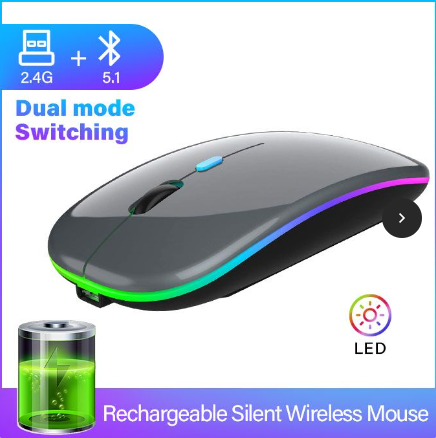 2.4G + 5.1
Dual mode
Switching
LED
Rechargeable Silent Wireless Mouse